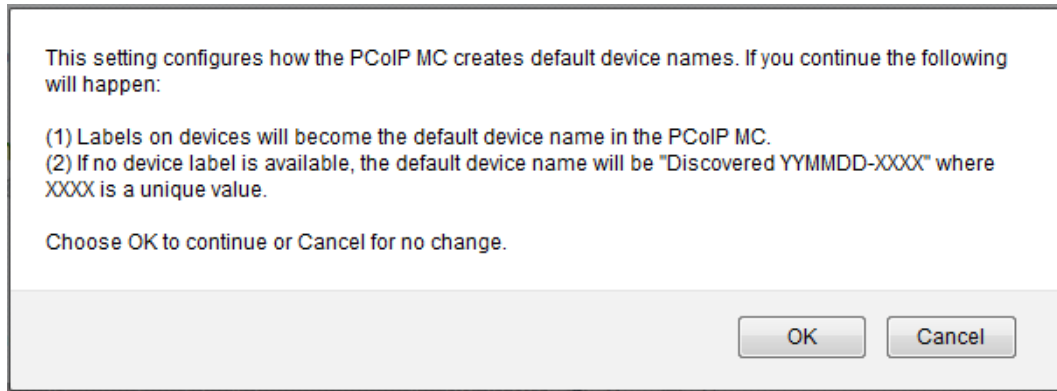 This setting configures how the PCoIP MC creates default device names. If you continue the following
will happen:
(1) Labels on devices will become the default device name in the PCoIP MC.
(2) If no device label is available, the default device name will be "Discovered YYMMDD-XXXX" where
XXXX is a unique value.
Choose OK to continue or Cancel for no change.
OK
Cancel